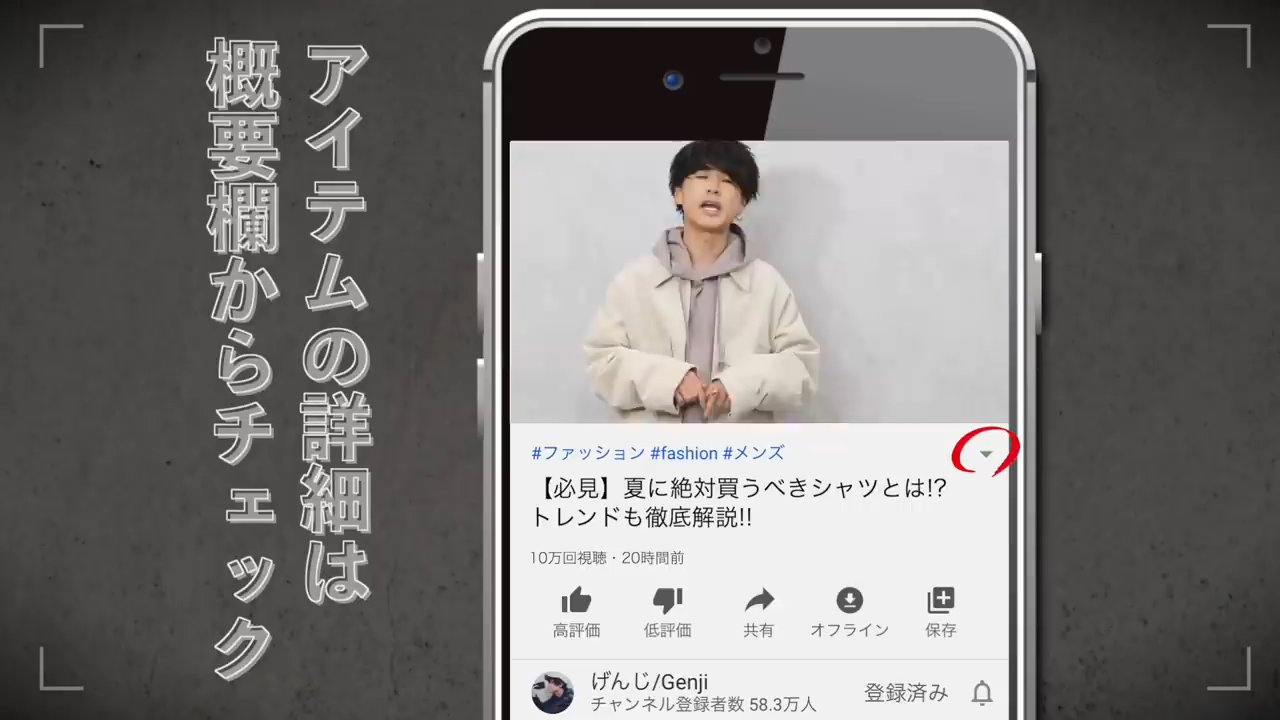 アイテムの詳細は
概要欄からチェック
#ファッション #fashion #メンズ
【必見】夏に絶対買うべきシャツとは!?
トレンドも徹底解説!!
10万回視聴・20時間前
高評価 低評価 共有 オフライン 保存
げんじ/Genji
チャンネル登録者数 58.3万人
登録済み